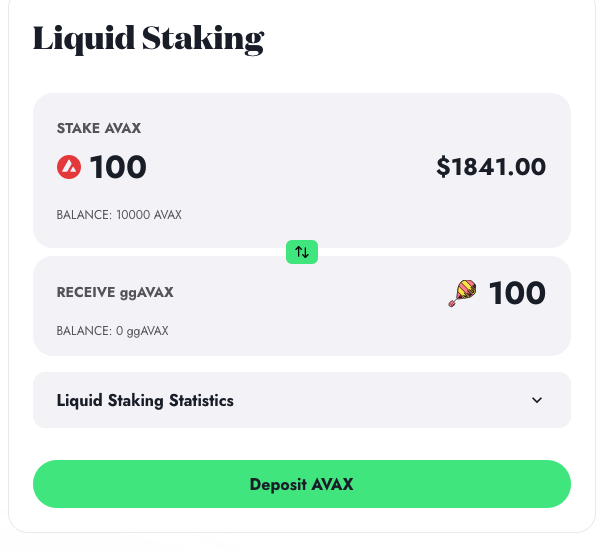 Liquid Staking
STAKE AVAX
100
$1841.00
BALANCE: 10000 AVAX
RECEIVE ggAVAX
100
BALANCE: 0 ggAVAX
Liquid Staking Statistics
Deposit AVAX